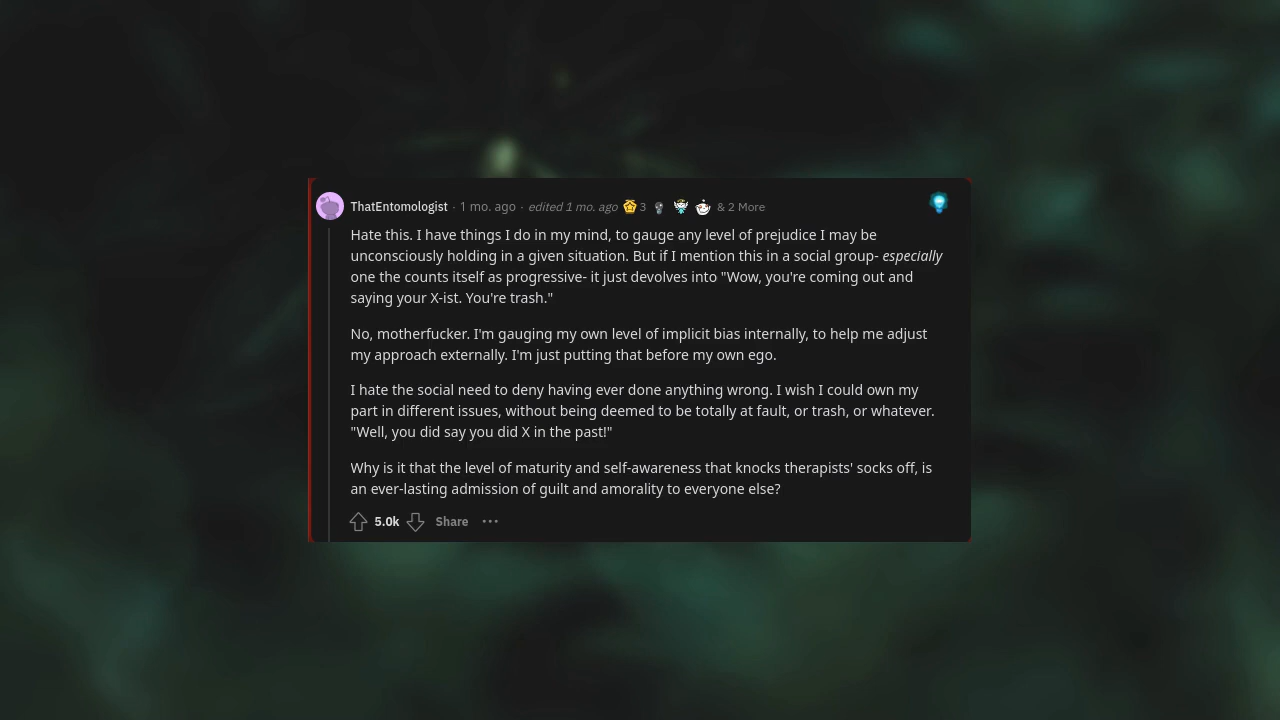 ThatEntomologist · 1 mo. ago · edited 1 mo. ago 3 & 2 More
Hate this. I have things I do in my mind, to gauge any level of prejudice I may be
unconsciously holding in a given situation. But if I mention this in a social group- especially
one the counts itself as progressive- it just devolves into "Wow, you're coming out and
saying your X-ist. You're trash."
No, motherfucker. I'm gauging my own level of implicit bias internally, to help me adjust
my approach externally. I'm just putting that before my own ego.
I hate the social need to deny having ever done anything wrong. I wish I could own my
part in different issues, without being deemed to be totally at fault, or trash, or whatever.
"Well, you did say you did X in the past!"
Why is it that the level of maturity and self-awareness that knocks therapists' socks off, is
an ever-lasting admission of guilt and amorality to everyone else?
5.0k Share ···